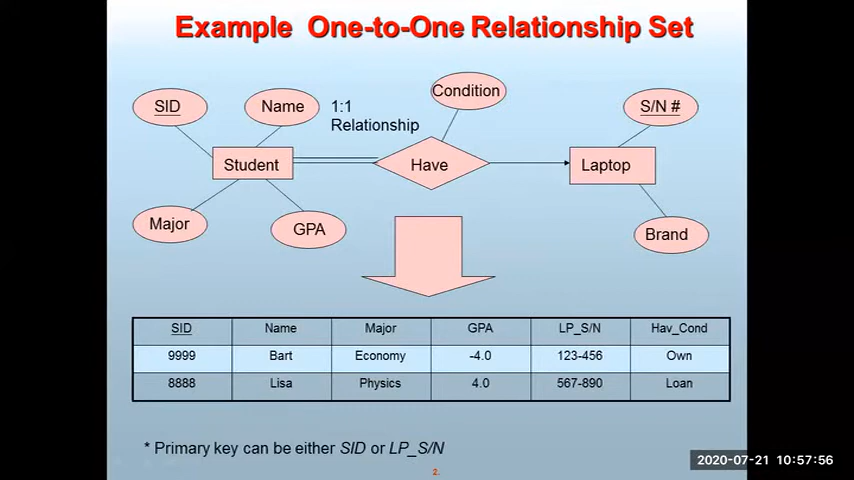 Example One-to-One Relationship Set
Condition
SID
Name
1:1
Relationship
S/N #
Student
Have
Laptop
Major
GPA
Brand
SID Name Major GPA LP_S/N Hav_Cond
9999 Bart Economy -4.0 123-456 Own
8888 Lisa Physics 4.0 567-890 Loan
* Primary key can be either SID or LP_S/N
2.
2020-07-21 10:57:56